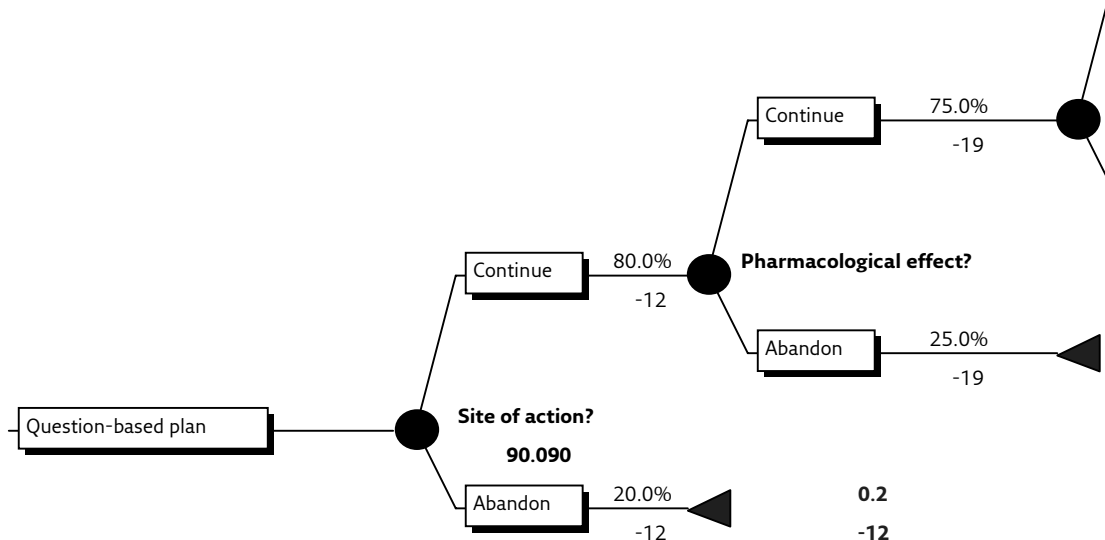 Continue
75.0%
-19
Continue
80.0%
-12
Pharmacological effect?
Abandon
25.0%
-19
Question-based plan
Site of action?
90.090
Abandon
20.0%
-12
0.2
-12